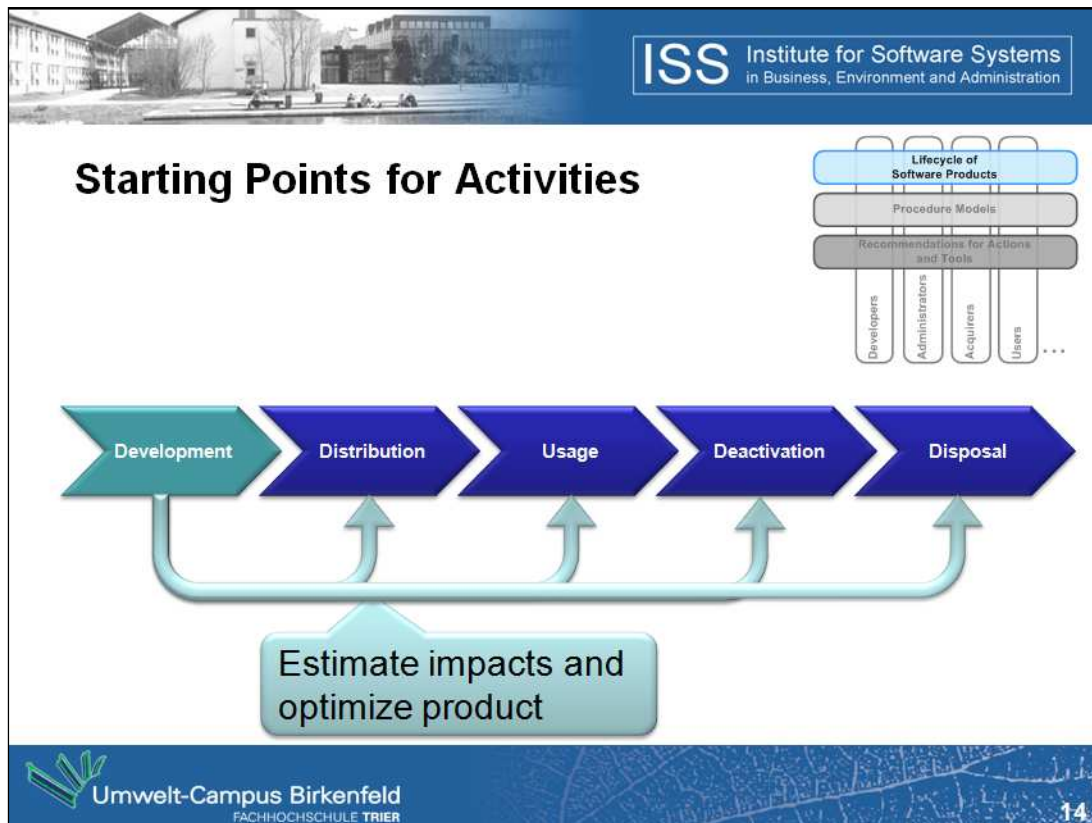 ISS
Institute for Software Systems
in Business, Environment and Administration
Starting Points for Activities
Lifecycle of
Software Products
Procedure Models
Recommendations for Actions
and Tools
Developers
Administrators
Acquirers
Users
...
Development
Distribution
Usage
Deactivation
Disposal
Estimate impacts and
optimize product
Umwelt-Campus Birkenfeld
FACHHOCHSCHULE TRIER
14